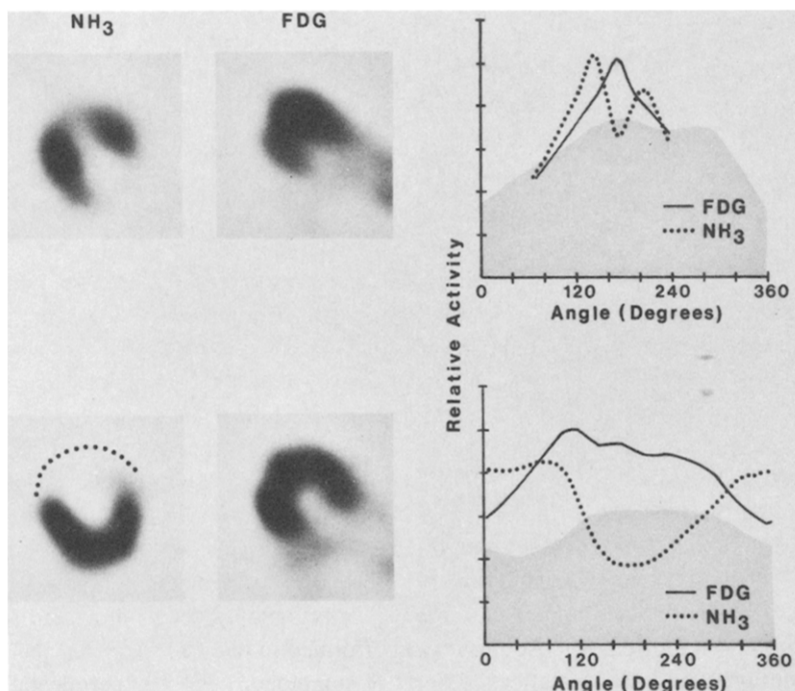 NH₃
FDG
FDG
NH₃
0
120
240
360
Angle (Degrees)
Relative Activity
FDG
NH₃
0
120
240
360
Angle (Degrees)